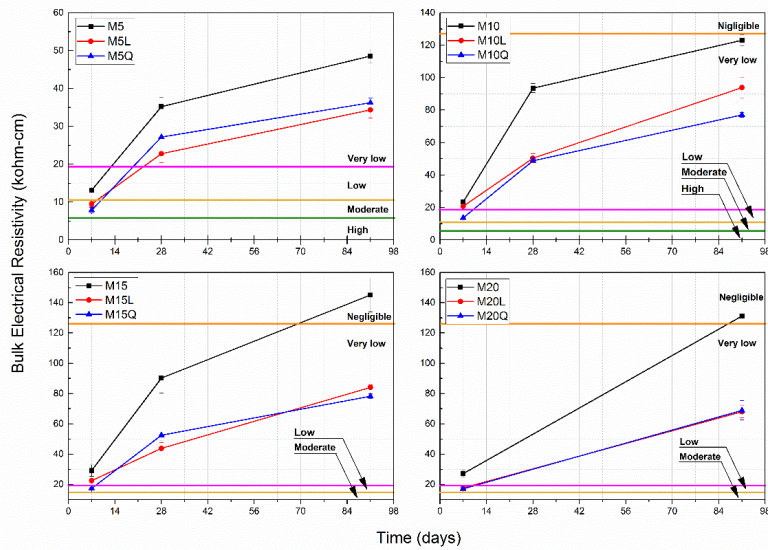 Bulk Electrical Resistivity (kohm-cm)
60
50
40
30
20
10
0
M5
M5L
M5Q
Very low
Low
Moderate
High
0 14 28 42 56 70 84 98
140
120
100
80
60
40
20
0
M10
M10L
M10Q
Nigligible
Very low
Low
Moderate
High
0 14 28 42 56 70 84 98
160
140
120
100
80
60
40
20
M15
M15L
M15Q
Negligible
Very low
Low
Moderate
0 14 28 42 56 70 84 98
160
140
120
100
80
60
40
20
M20
M20L
M20Q
Negligible
Very low
Low
Moderate
0 14 28 42 56 70 84 98
Time (days)